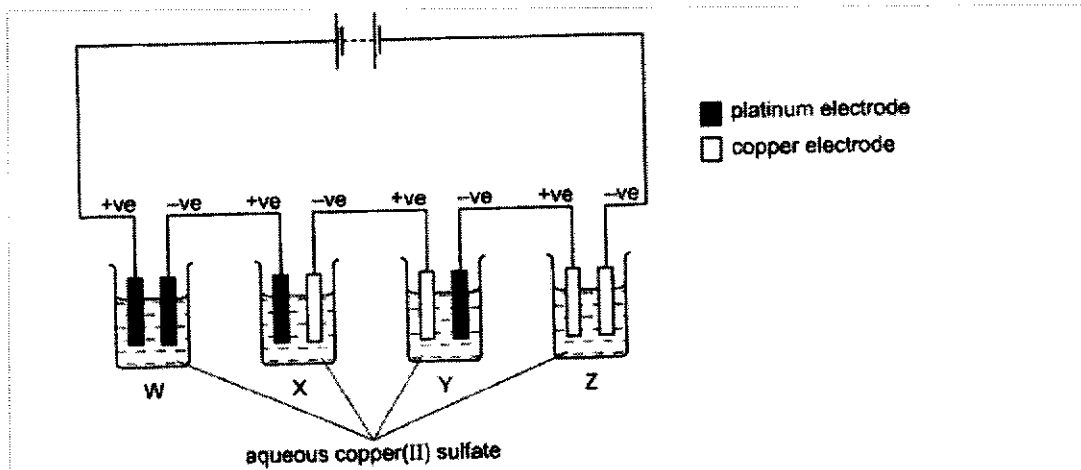 platinum electrode
copper electrode
+ve –ve +ve –ve +ve –ve +ve –ve
W X Y Z
aqueous copper(II) sulfate